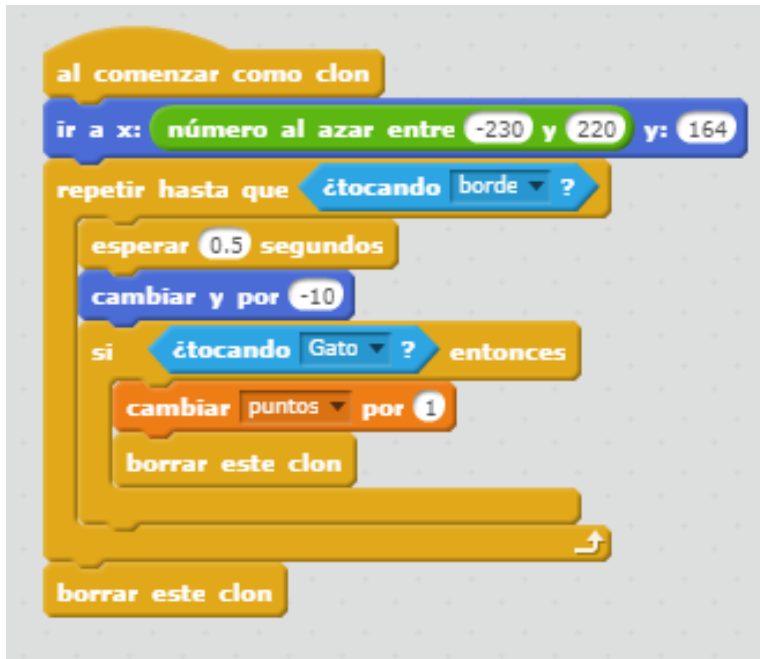 al comenzar como clon
ir a x: número al azar entre -230 y 220 y: 164
repetir hasta que ¿tocando borde ?
esperar 0.5 segundos
cambiar y por -10
si ¿tocando Gato ? entonces
cambiar puntos por 1
borrar este clon
borrar este clon